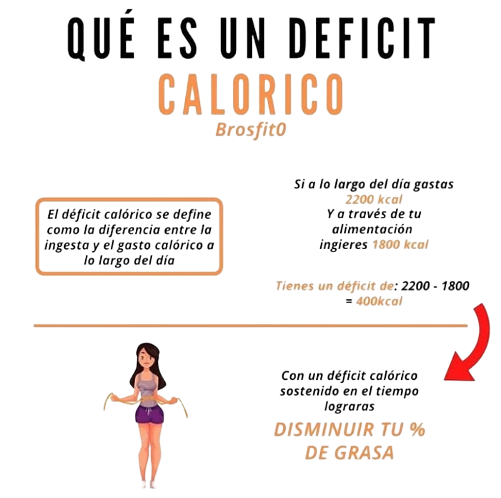 QUÉ ES UN DEFICIT
CALORICO
Brosfit0
El déficit calórico se define
como la diferencia entre la
ingesta y el gasto calórico a
lo largo del día
Si a lo largo del día gastas
2200 kcal
Y a través de tu
alimentación
ingieres 1800 kcal
Tienes un déficit de: 2200 - 1800
= 400kcal
Con un déficit calórico
sostenido en el tiempo
lograras
DISMINUIR TU %
DE GRASA